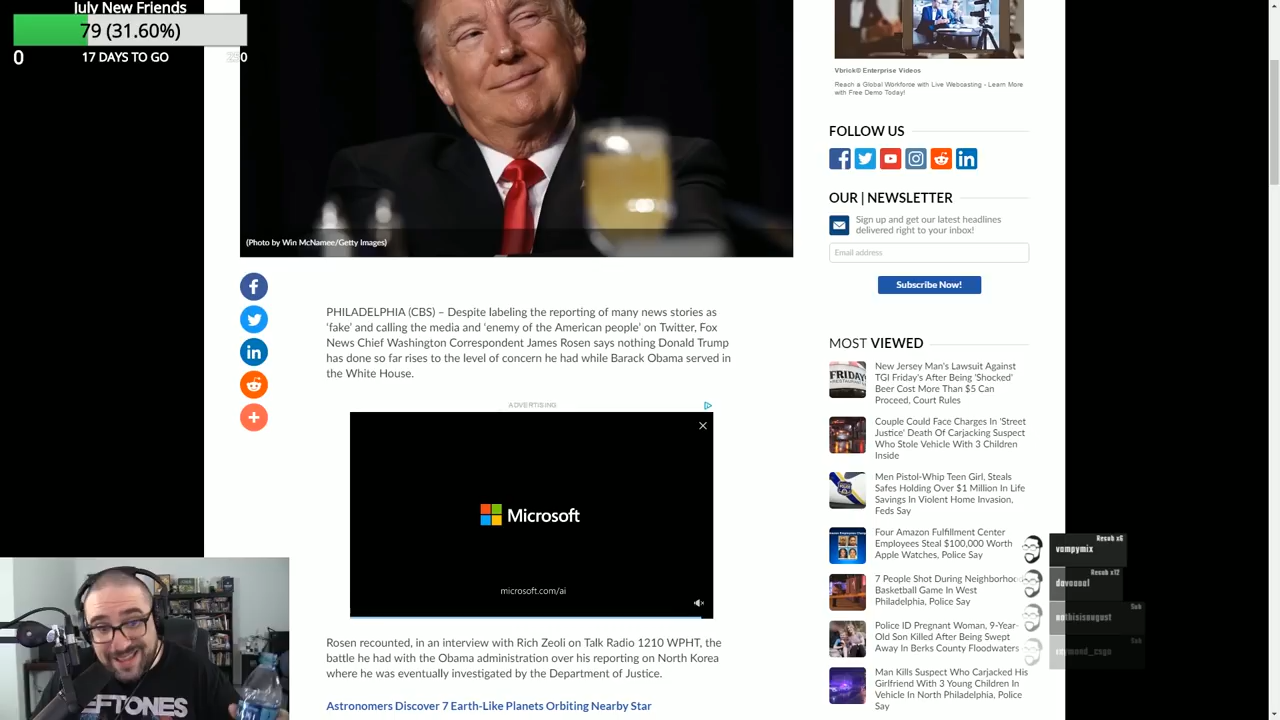 July New Friends
79 (31.60%)
0
17 DAYS TO GO
(Photo by Win McNamee/Getty Images)
PHILADELPHIA (CBS) – Despite labeling the reporting of many news stories as
'fake' and calling the media and 'enemy of the American people' on Twitter, Fox
News Chief Washington Correspondent James Rosen says nothing Donald Trump
has done so far rises to the level of concern he had while Barack Obama served in
the White House.
ADVERTISING
Microsoft
microsoft.com/ai
Rosen recounted, in an interview with Rich Zeoli on Talk Radio 1210 WPHT, the
battle he had with the Obama administration over his reporting on North Korea
where he was eventually investigated by the Department of Justice.
Astronomers Discover 7 Earth-Like Planets Orbiting Nearby Star
Vbrick© Enterprise Videos
Reach a Global Workforce with Live Webcasting - Learn More
with Free Demo Today!
FOLLOW US
OUR | NEWSLETTER
Sign up and get our latest headlines
delivered right to your inbox!
Email address
Subscribe Now!
MOST VIEWED
FRIDAY
New Jersey Man's Lawsuit Against
TGI Friday's After Being 'Shocked'
Beer Cost More Than $5 Can
Proceed, Court Rules
Couple Could Face Charges In 'Street
Justice' Death Of Carjacking Suspect
Who Stole Vehicle With 3 Children
Inside
Men Pistol-Whip Teen Girl, Steals
Safes Holding Over $1 Million In Life
Savings In Violent Home Invasion,
Feds Say
Four Amazon Fulfillment Center
Employees Steal $100,000 Worth
Apple Watches, Police Say
7 People Shot During Neighborhood
Basketball Game In West
Philadelphia, Police Say
Police ID Pregnant Woman, 9-Year-
Old Son Killed After Being Swept
Away In Berks County Floodwaters
Man Kills Suspect Who Carjacked His
Girlfriend With 3 Young Children In
Vehicle In North Philadelphia, Police
Say
Resub x6
vampymix
Resub x12
Sub
nothisisaugust
Sub
raymond_csgo
EFTONES